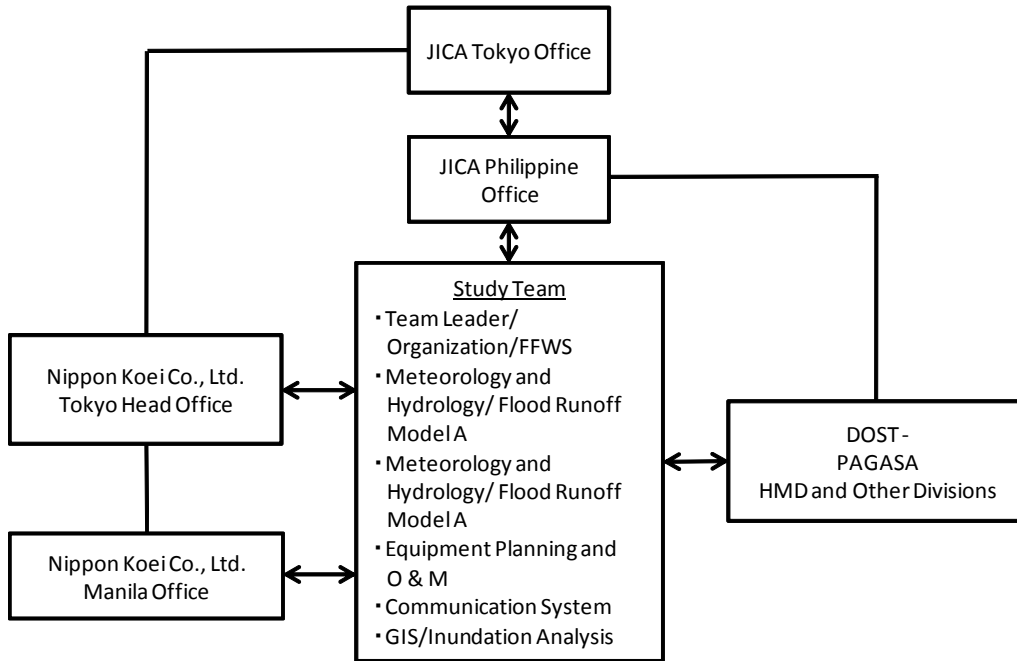 JICA Tokyo Office
JICA Philippine
Office
Study Team
・Team Leader/
Organization/FFWS
・Meteorology and
Hydrology/ Flood Runoff
Model A
・Meteorology and
Hydrology/ Flood Runoff
Model A
・Equipment Planning and
O & M
・Communication System
・GIS/Inundation Analysis
Nippon Koei Co., Ltd.
Tokyo Head Office
Nippon Koei Co., Ltd.
Manila Office
DOST -
PAGASA
HMD and Other Divisions